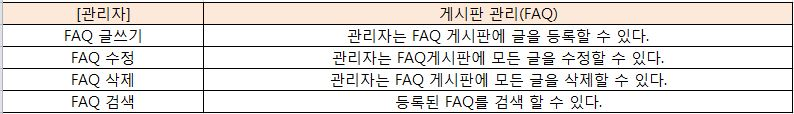 [관리자] 게시판 관리(FAQ)
FAQ 글쓰기 관리자는 FAQ 게시판에 글을 등록할 수 있다.
FAQ 수정 관리자는 FAQ게시판에 모든 글을 수정할 수 있다.
FAQ 삭제 관리자는 FAQ 게시판에 모든 글을 삭제할 수 있다.
FAQ 검색 등록된 FAQ를 검색 할 수 있다.